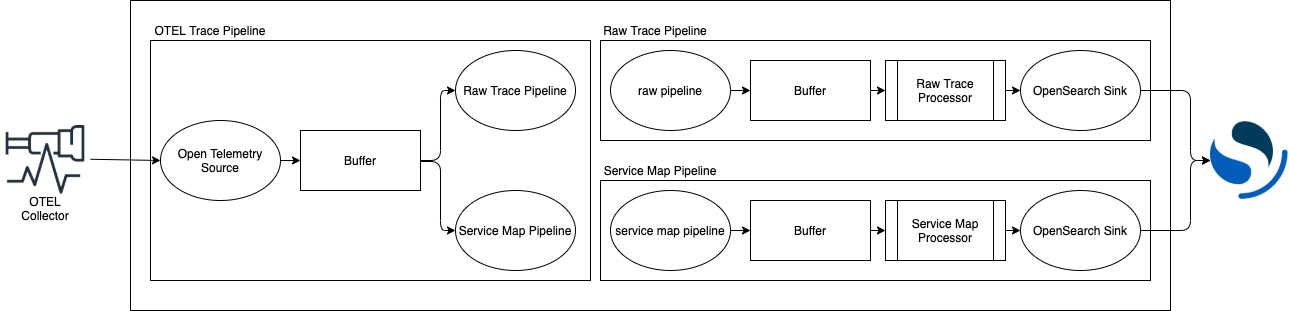 OTEL Trace Pipeline
Open Telemetry
Source
Buffer
Raw Trace Pipeline
Service Map Pipeline
OTEL
Collector
Raw Trace Pipeline
raw pipeline
Buffer
Raw Trace
Processor
OpenSearch Sink
Service Map Pipeline
service map pipeline
Buffer
Service Map
Processor
OpenSearch Sink